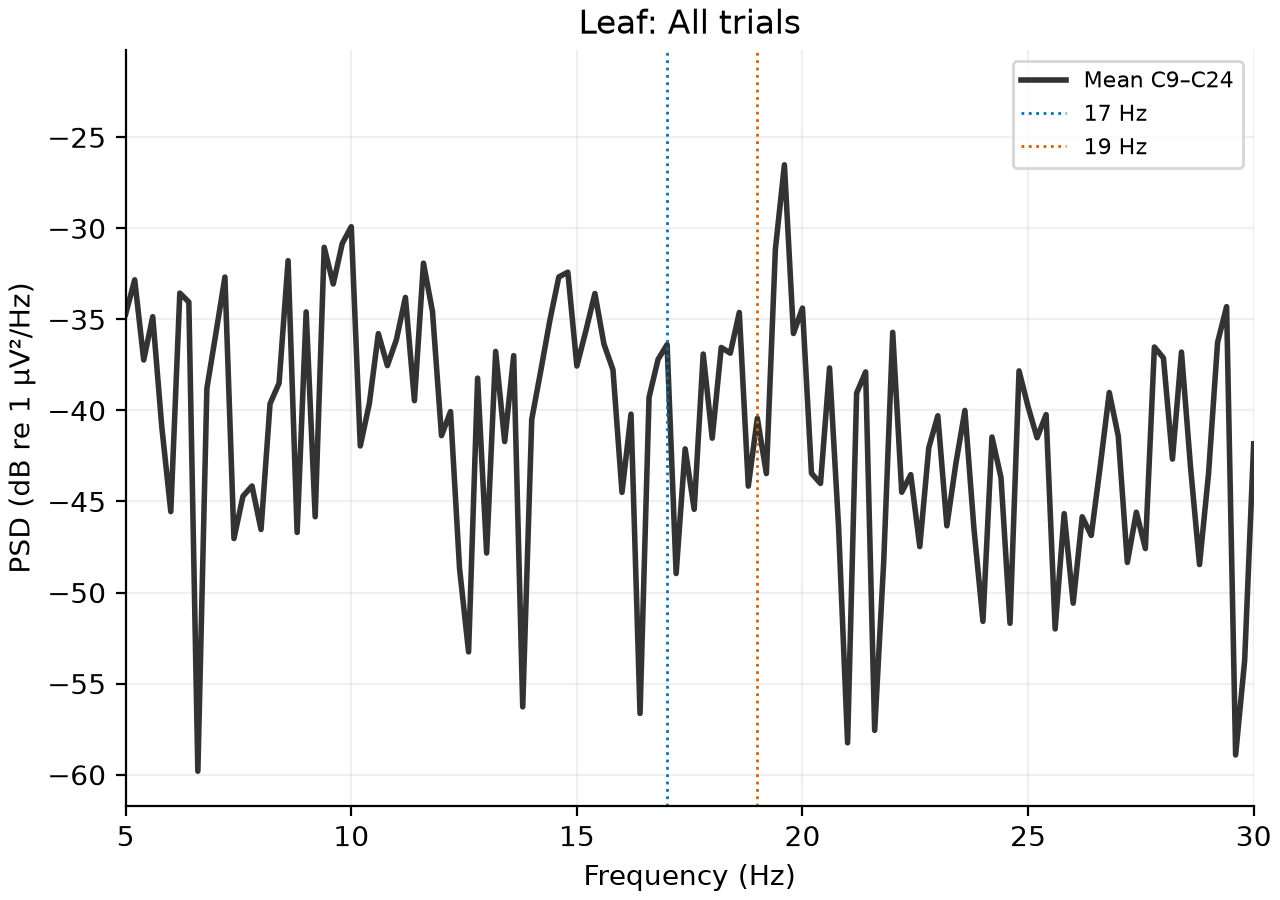 Leaf: All trials
Mean C9–C24
17 Hz
19 Hz
PSD (dB re 1 µV²/Hz)
−25
−30
−35
−40
−45
−50
−55
−60
5 10 15 20 25 30
Frequency (Hz)